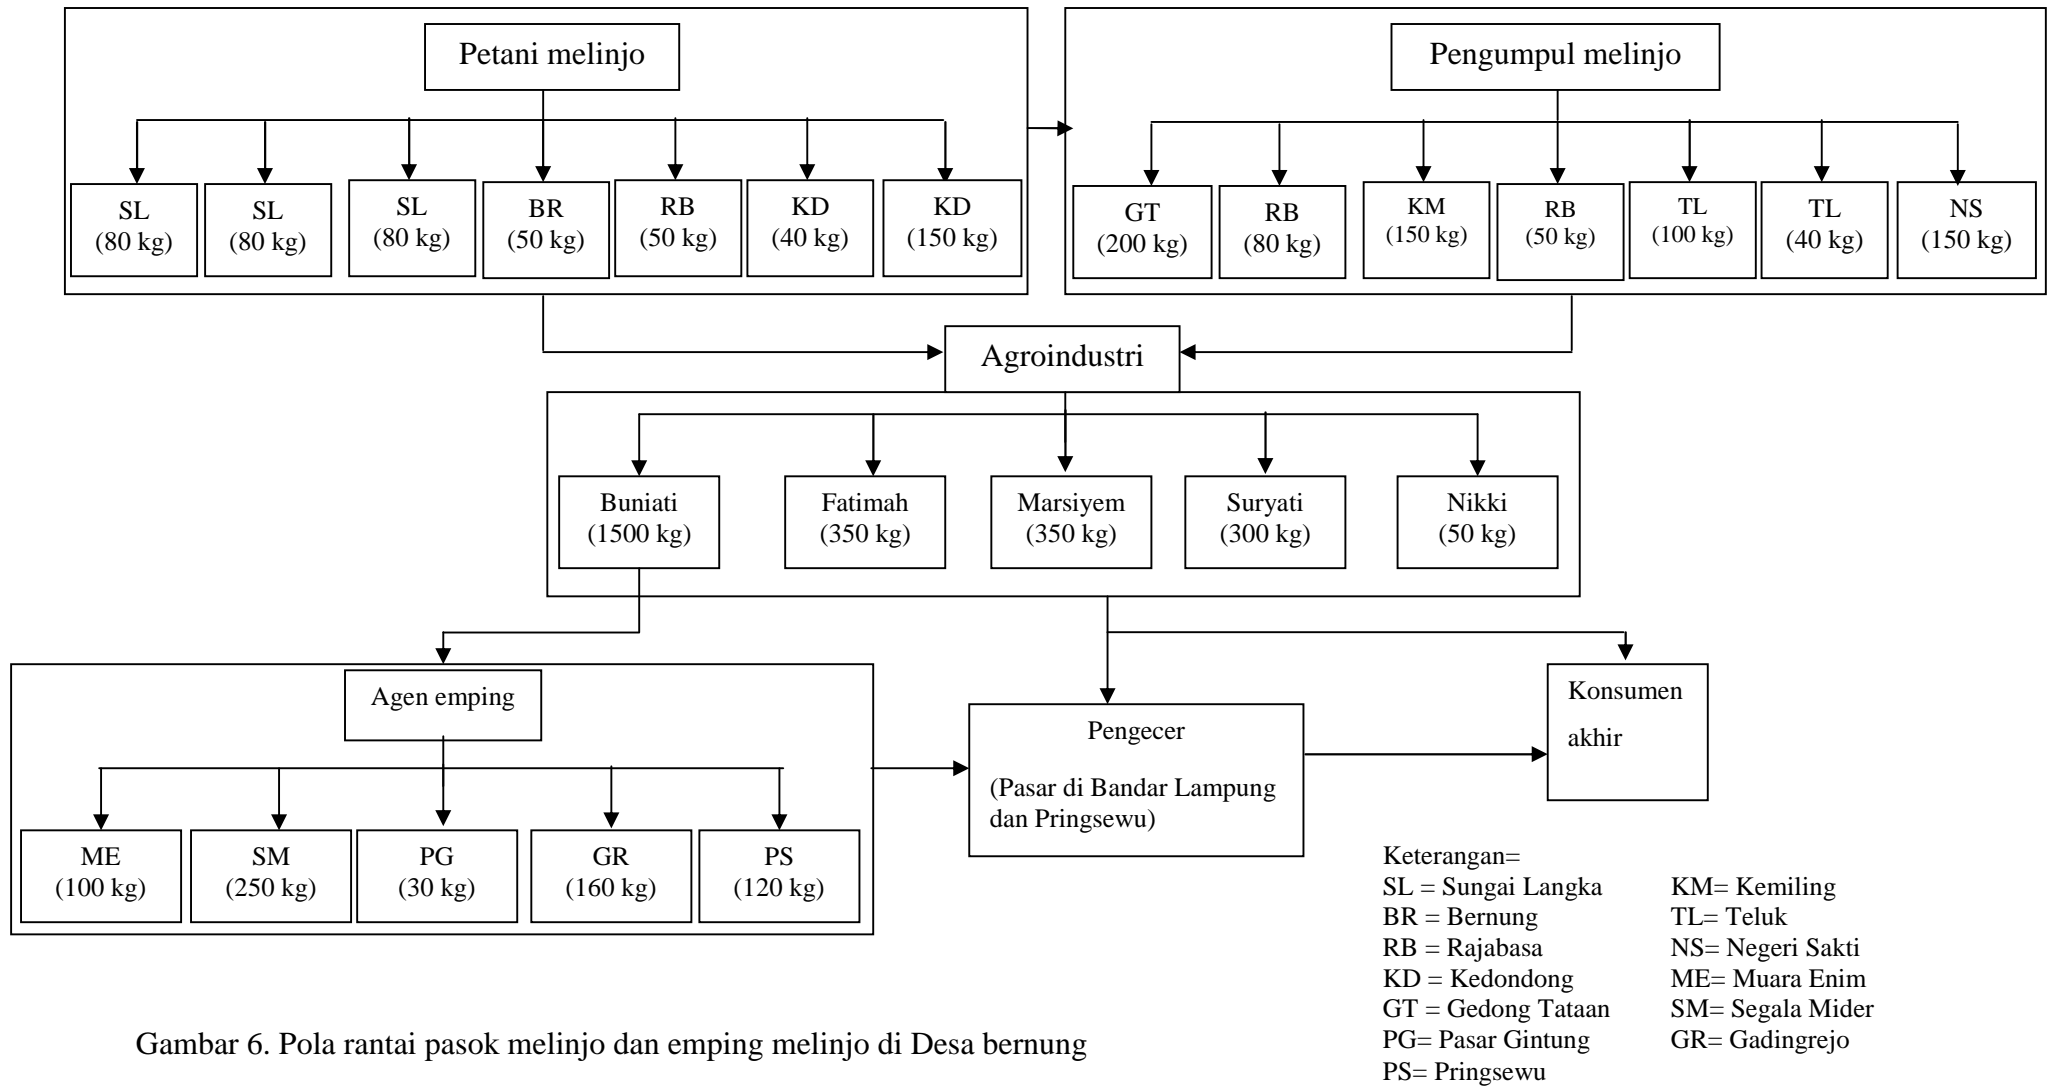 Petani melinjo
SL
(80 kg)
SL
(80 kg)
SL
(80 kg)
BR
(50 kg)
RB
(50 kg)
KD
(40 kg)
KD
(150 kg)
Pengumpul melinjo
GT
(200 kg)
RB
(80 kg)
KM
(150 kg)
RB
(50 kg)
TL
(100 kg)
TL
(40 kg)
NS
(150 kg)
Agroindustri
Buniati
(1500 kg)
Fatimah
(350 kg)
Marsiyem
(350 kg)
Suryati
(300 kg)
Nikki
(50 kg)
Agen emping
ME
(100 kg)
SM
(250 kg)
PG
(30 kg)
GR
(160 kg)
PS
(120 kg)
Pengecer
(Pasar di Bandar Lampung
dan Pringsewu)
Konsumen
akhir
Keterangan=
SL = Sungai Langka
BR = Bernung
RB = Rajabasa
KD = Kedondong
GT = Gedong Tataan
PG= Pasar Gintung
PS= Pringsewu
KM= Kemiling
TL= Teluk
NS= Negeri Sakti
ME= Muara Enim
SM= Segala Mider
GR= Gadingrejo
Gambar 6. Pola rantai pasok melinjo dan emping melinjo di Desa bernung